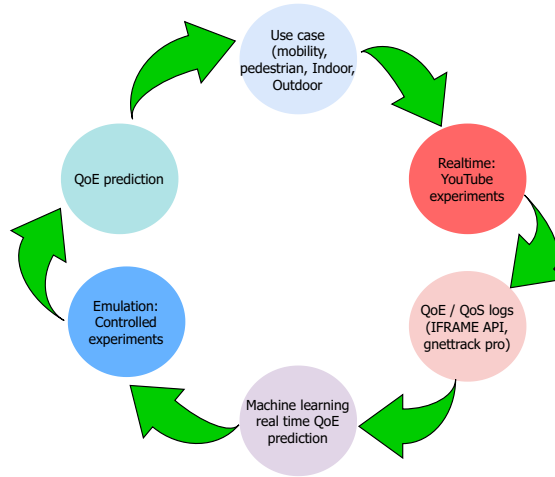 Use case
(mobility,
pedestrian, Indoor,
Outdoor
Realtime:
YouTube
experiments
QoE / QoS logs
(IFRAME API,
gnettrack pro)
Machine learning
real time QoE
prediction
Emulation:
Controlled
experiments
QoE prediction